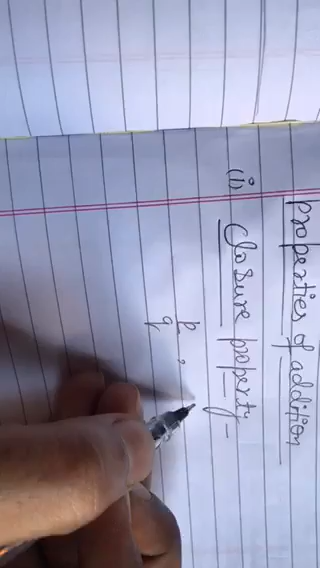 properties of addition
(i) Closure property -
p/q,